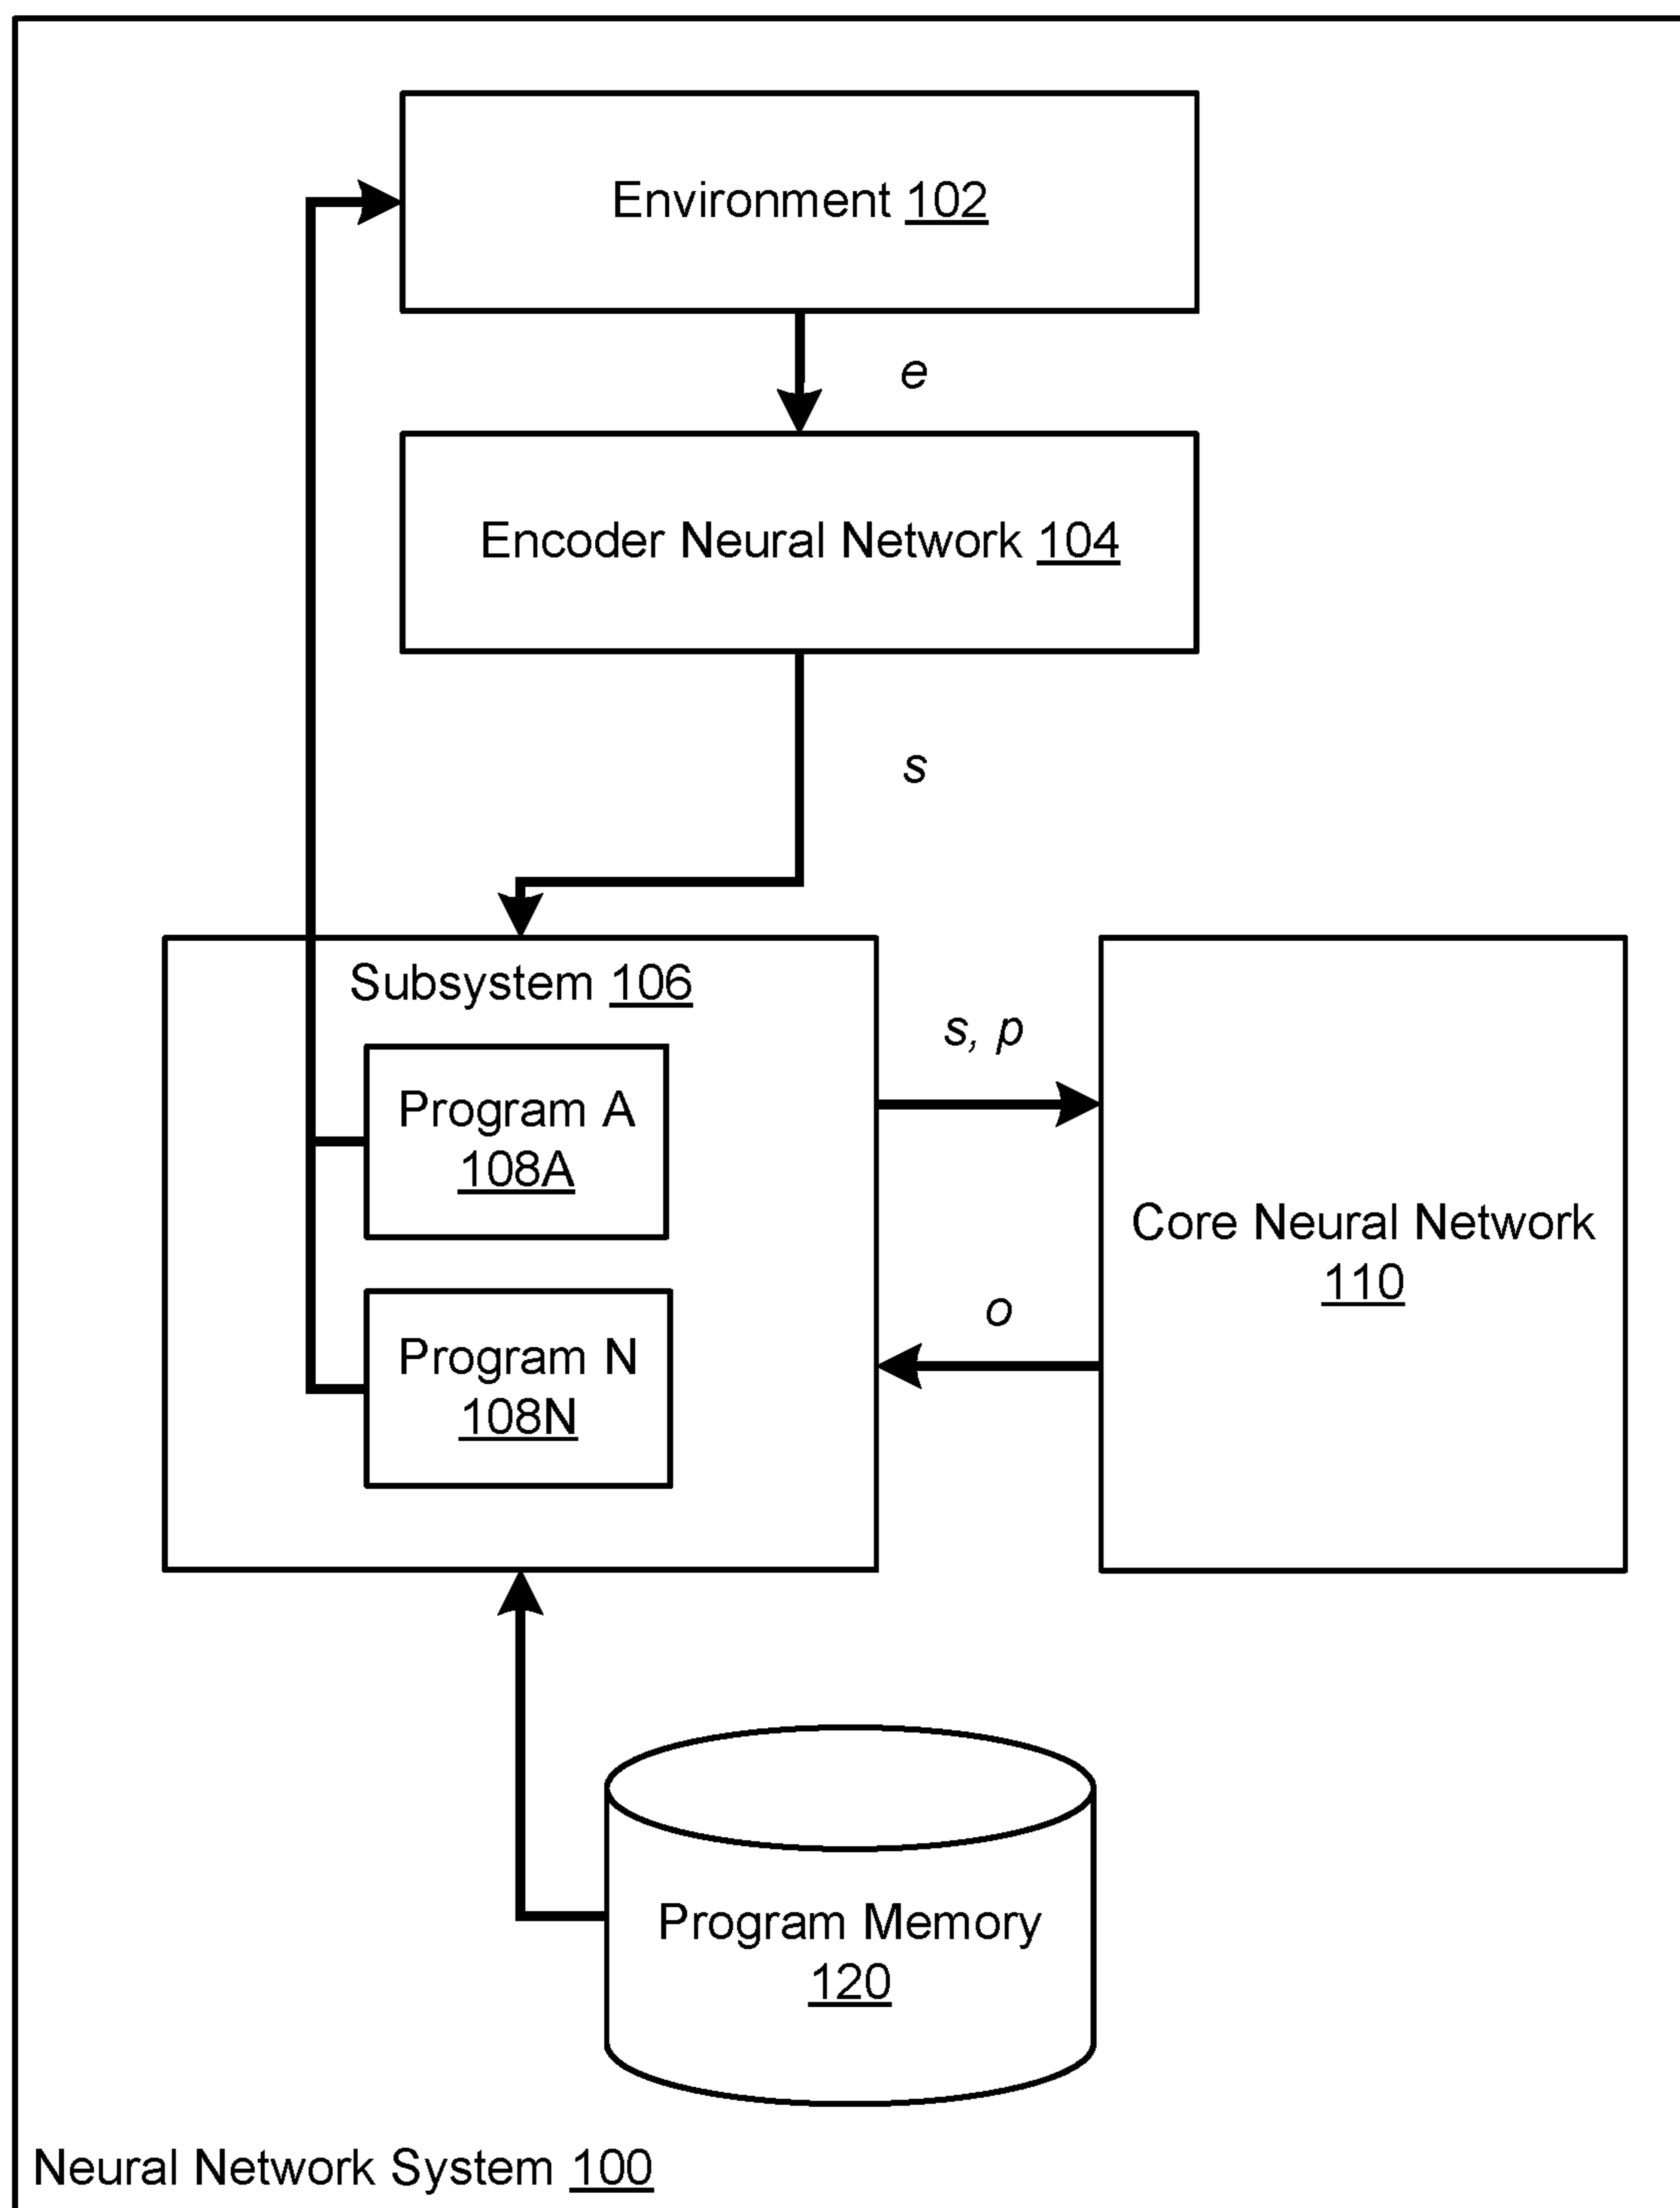 Environment 102
e
Encoder Neural Network 104
s
Subsystem 106
s, p
Program A
108A
Core Neural Network
110
o
Program N
108N
Program Memory
120
Neural Network System 100